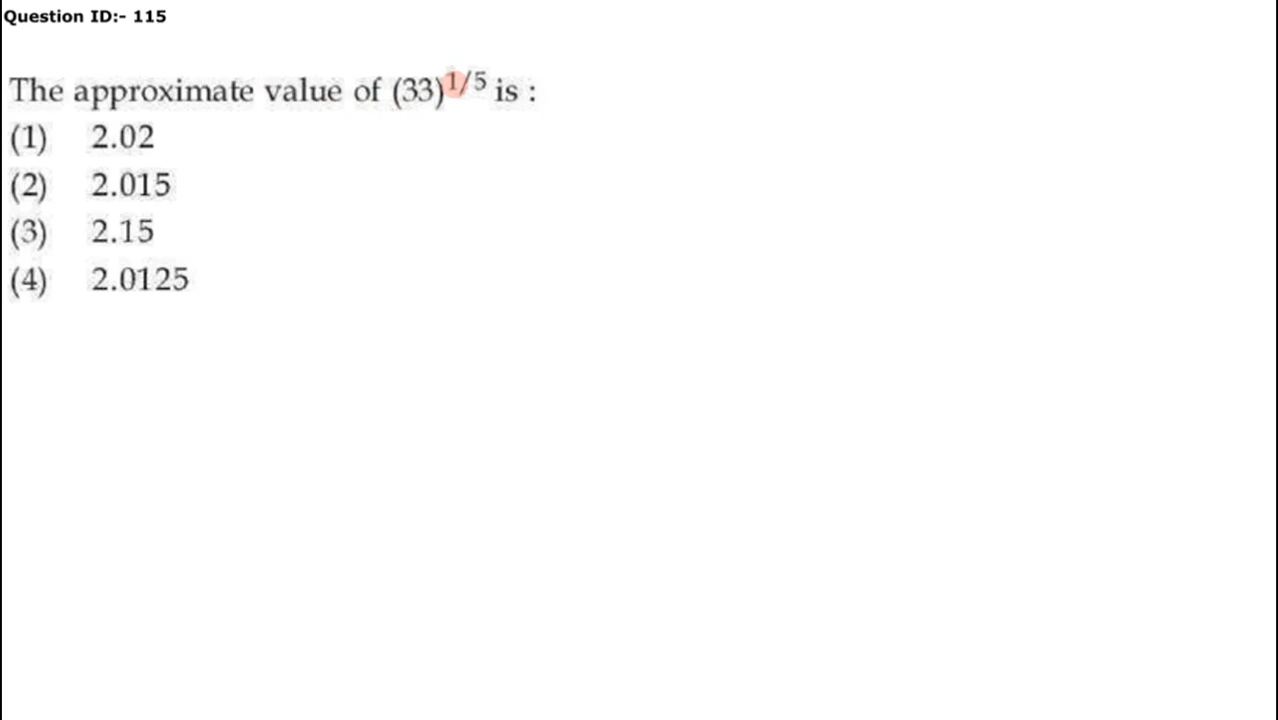 Question ID:- 115
The approximate value of (33)^1/5 is :
(1) 2.02
(2) 2.015
(3) 2.15
(4) 2.0125